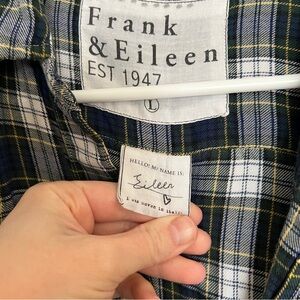 Frank
& Eileen
EST 1947
L
HELLO! MY NAME IS:
Eileen